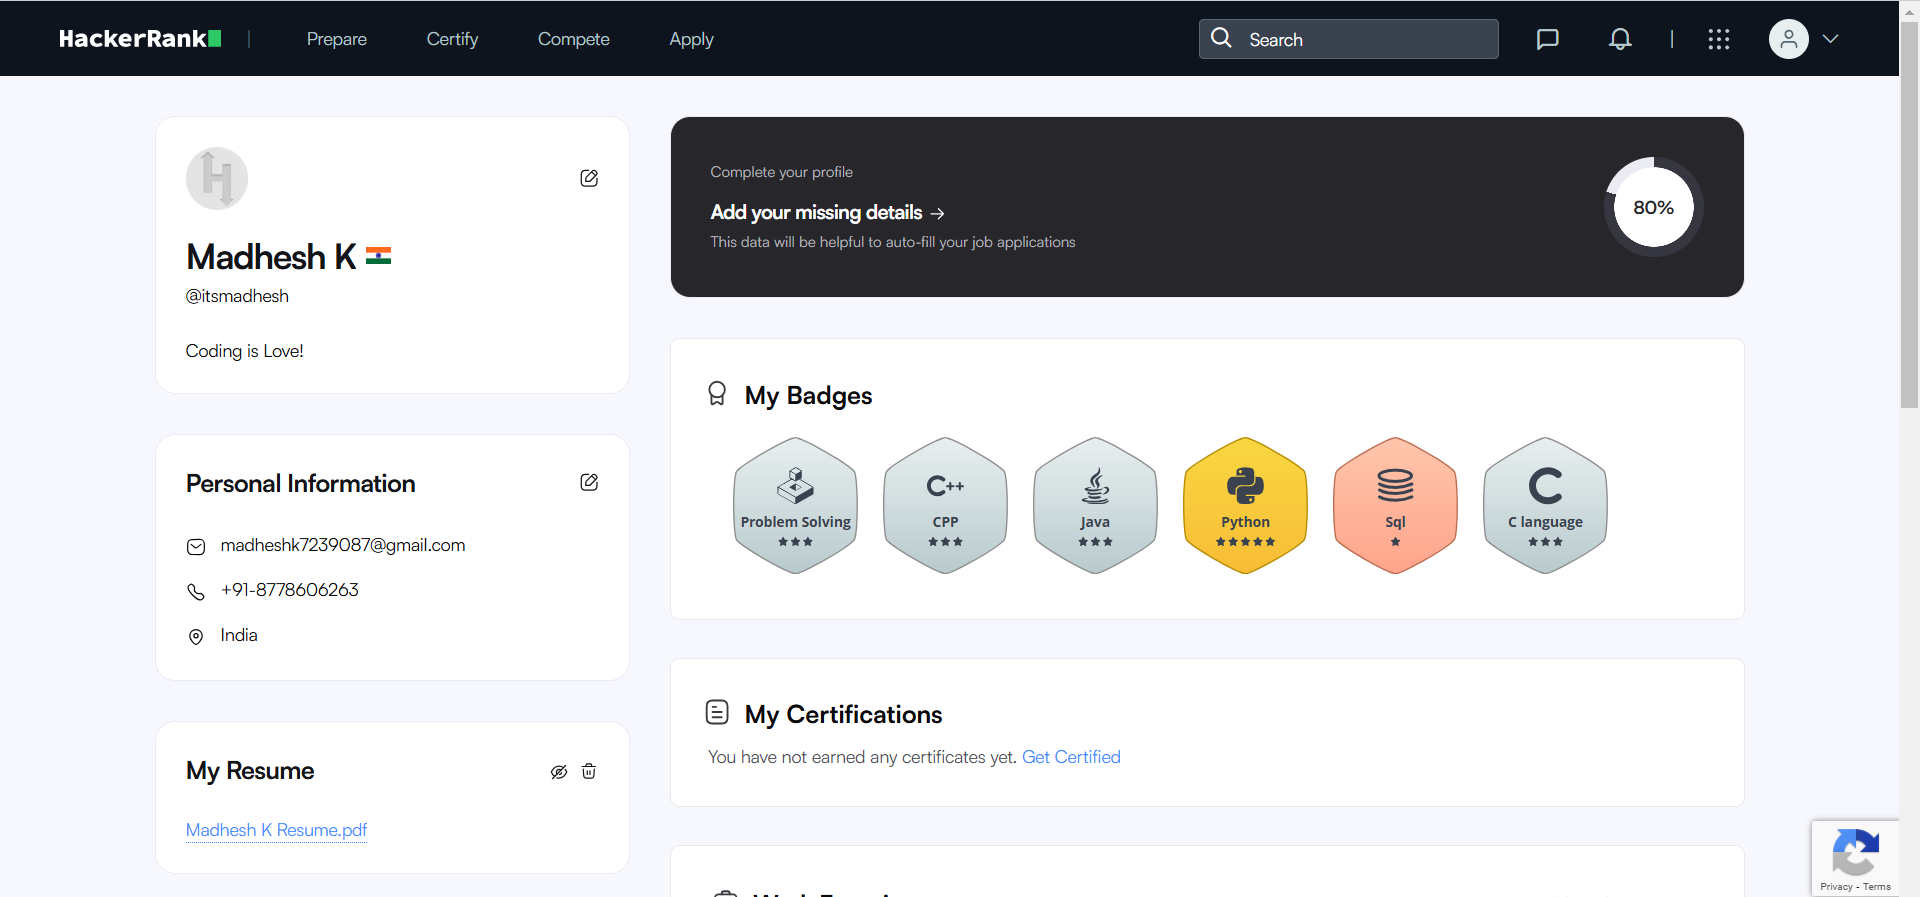 HackerRank
Prepare
Certify
Compete
Apply
Search
Madhesh K
@itsmadhesh
Coding is Love!
Personal Information
madheshk7239087@gmail.com
+91-8778606263
India
My Resume
Madhesh K Resume.pdf
Complete your profile
Add your missing details →
This data will be helpful to auto-fill your job applications
80%
My Badges
Problem Solving
C++
CPP
Java
Python
Sql
C
C language
My Certifications
You have not earned any certificates yet. Get Certified
Privacy - Terms